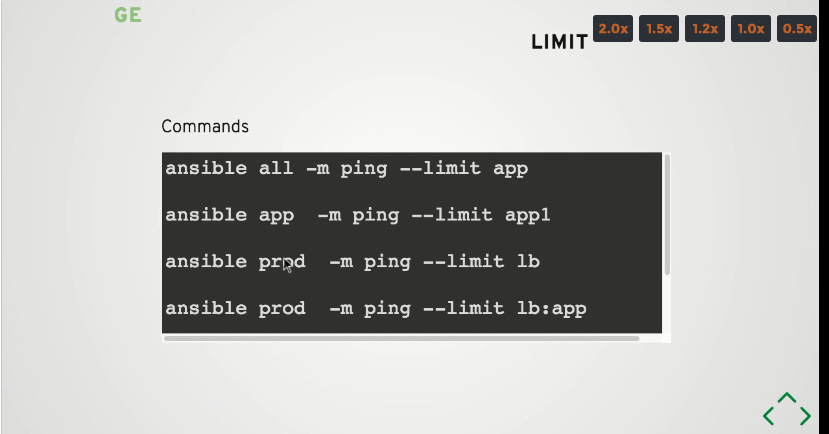 GE
LIMIT
2.0x 1.5x 1.2x 1.0x 0.5x
Commands
ansible all -m ping --limit app
ansible app  -m ping --limit app1
ansible prod  -m ping --limit lb
ansible prod  -m ping --limit lb:app